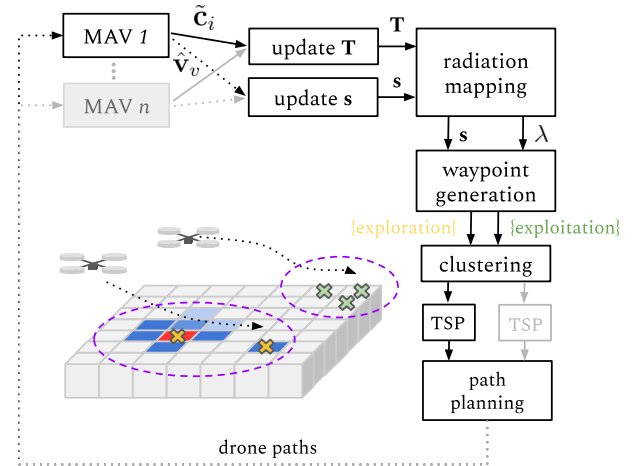 MAV 1
C̃ᵢ
update T
T
radiation
mapping
v̂ᵥ
MAV n
update s
s
s
λ
waypoint
generation
{exploration}
{exploitation}
clustering
TSP
TSP
path
planning
drone paths